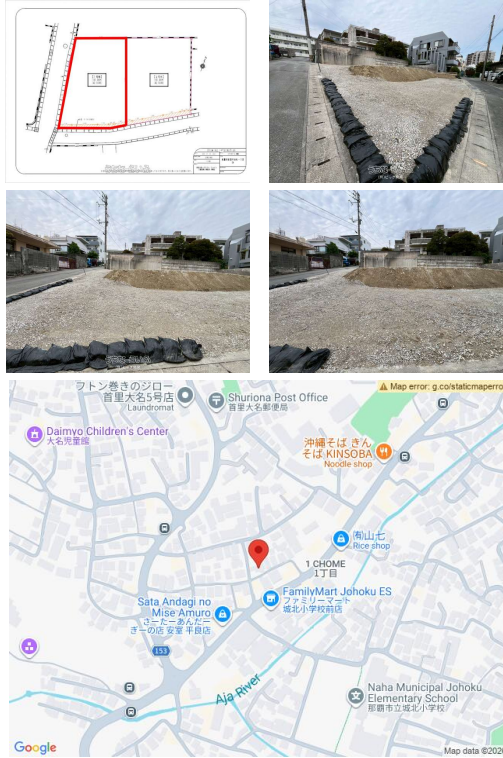 フトン巻きのジロー
首里大名5号店
Laundromat
Shuriona Post Office
首里大名郵便局
Map error: g.co/staticmaperro
Daimyo Children's Center
大名児童館
沖縄そば きん
そば KINSOBA
Noodle shop
(有)山七
Rice shop
1 CHOME
1丁目
FamilyMart Johoku ES
ファミリーマート
城北小学校前店
Sata Andagi no
Mise Amuro
さーたーあんだー
ぎーの店 安室 平良店
153
Aja River
Naha Municipal Johoku
Elementary School
那覇市立城北小学校
Google
Map data ©2026